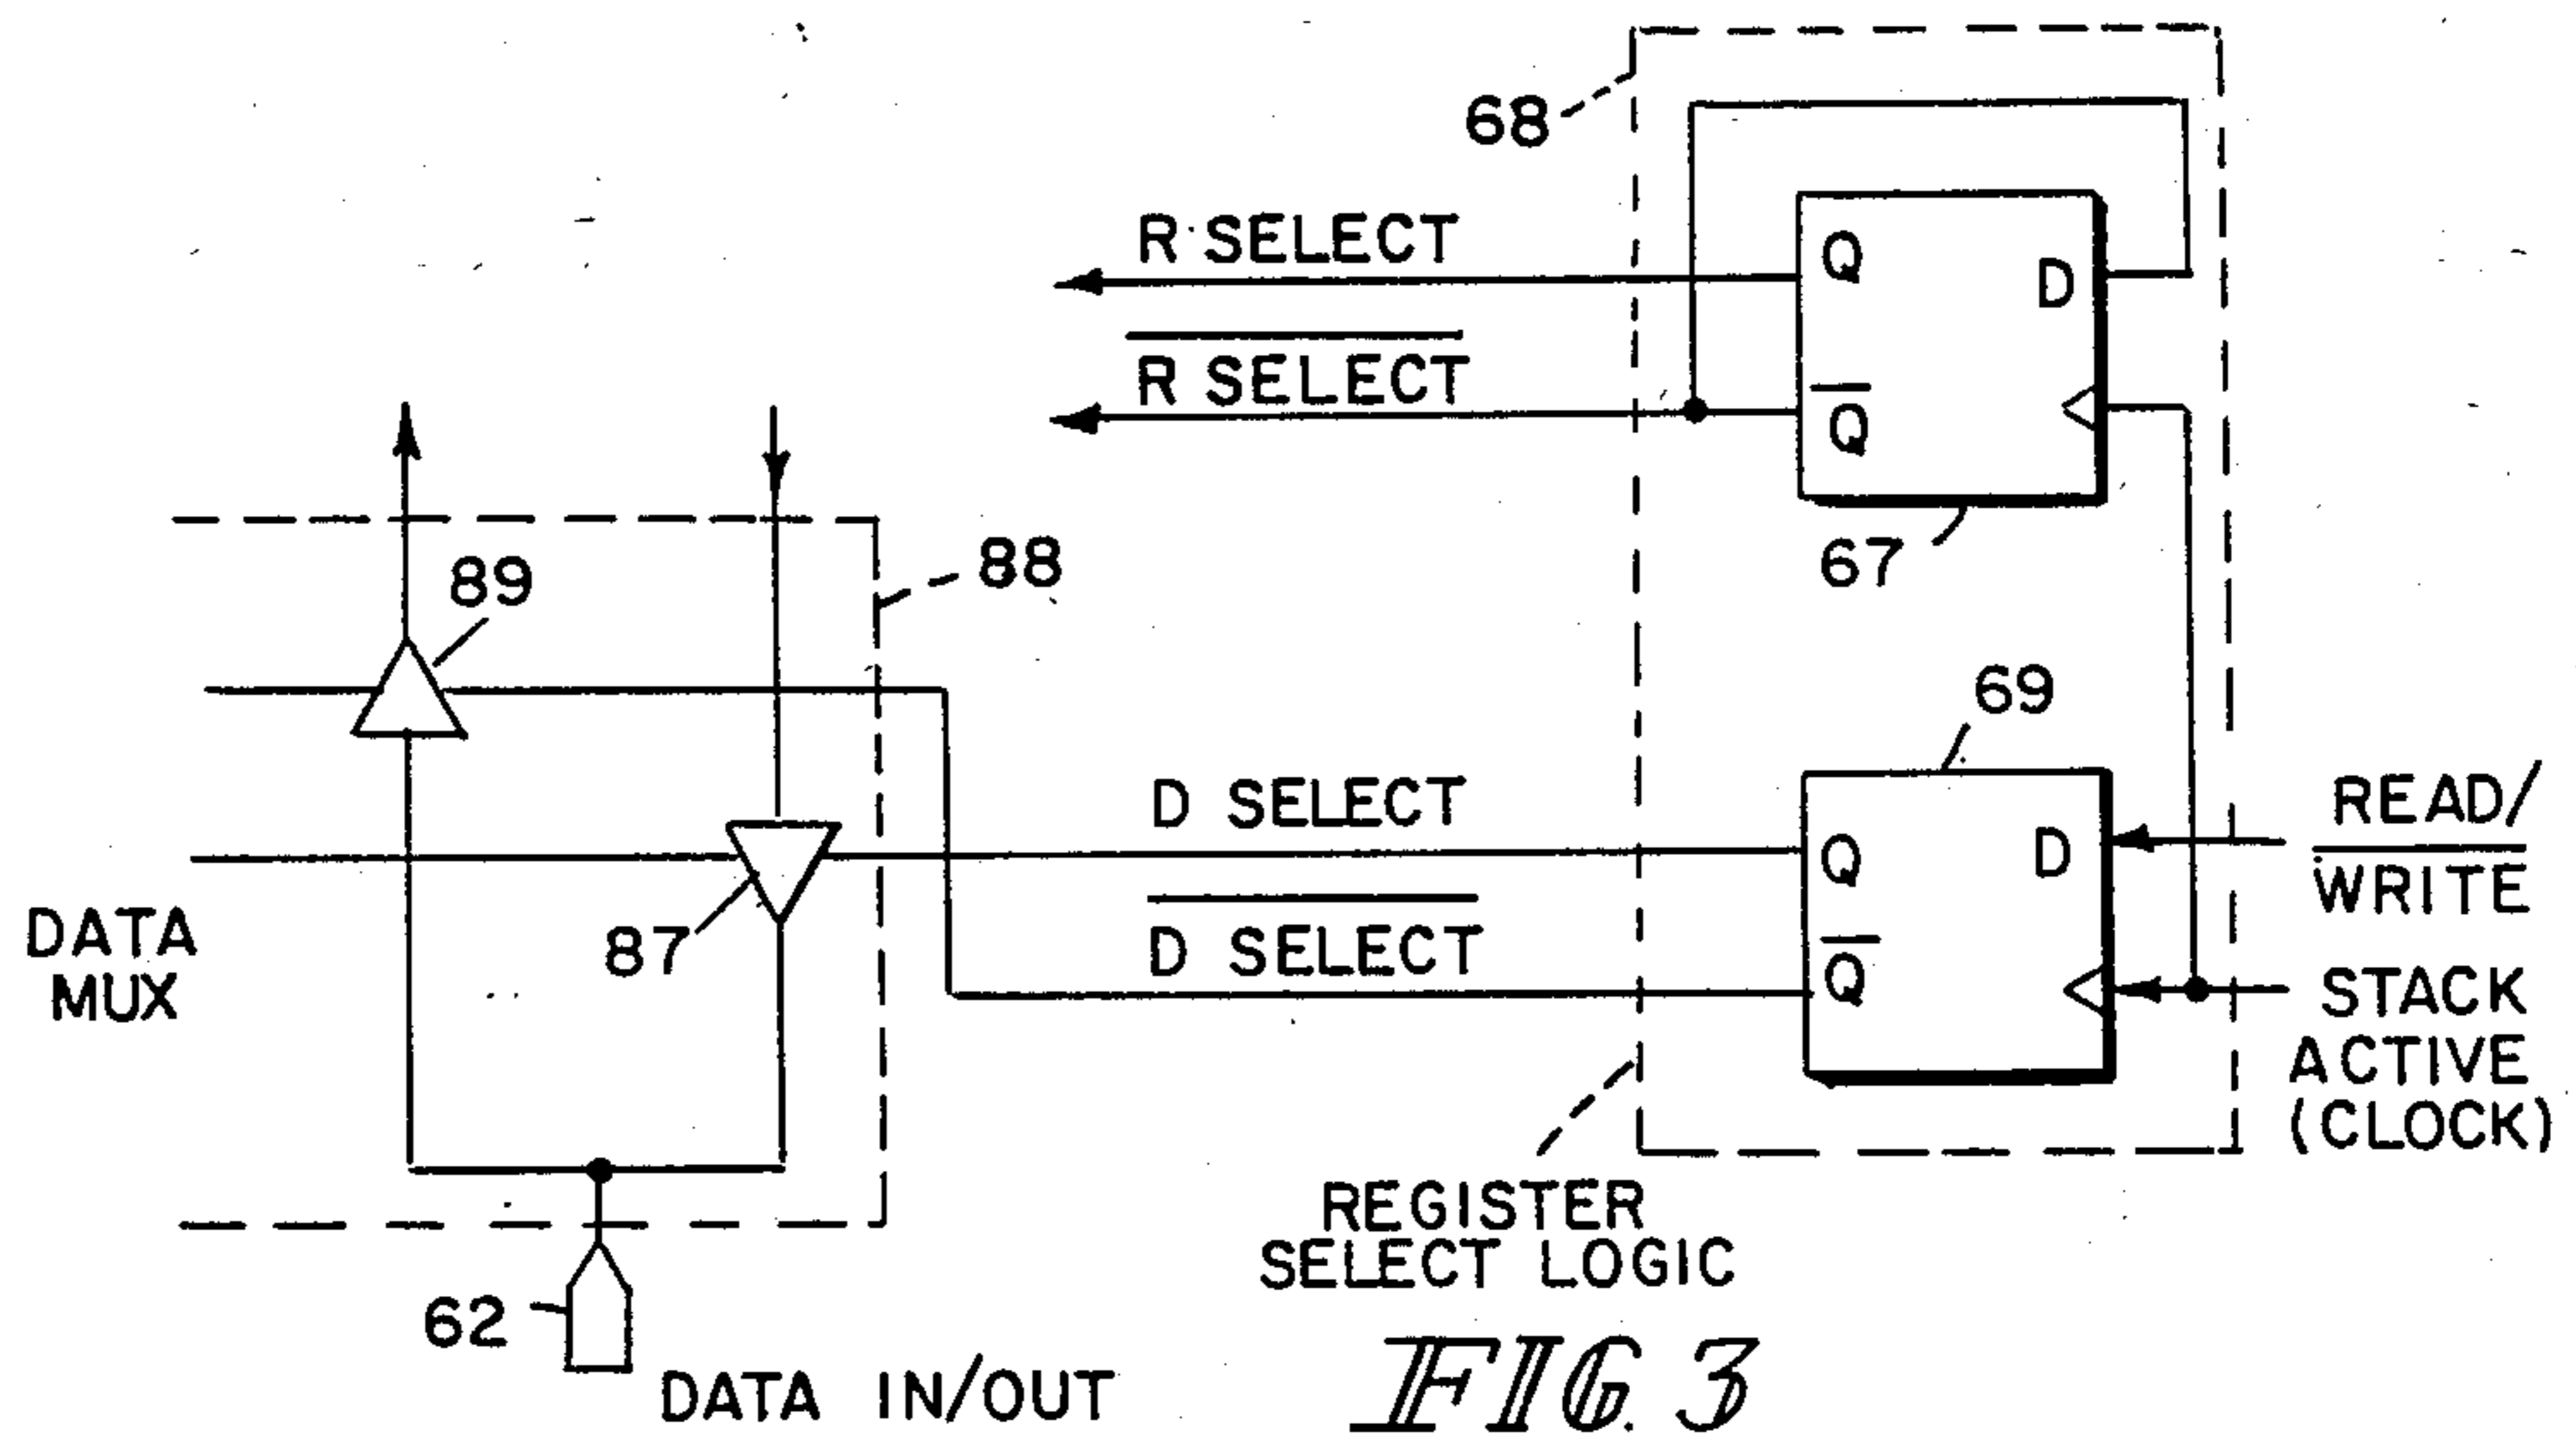 68
R SELECT
R SELECT
Q
D
Q
67
88
89
69
D SELECT
READ/
WRITE
Q
D
87
D SELECT
Q
DATA
MUX
STACK
ACTIVE
(CLOCK)
REGISTER
SELECT LOGIC
62
DATA IN/OUT
FIG. 3